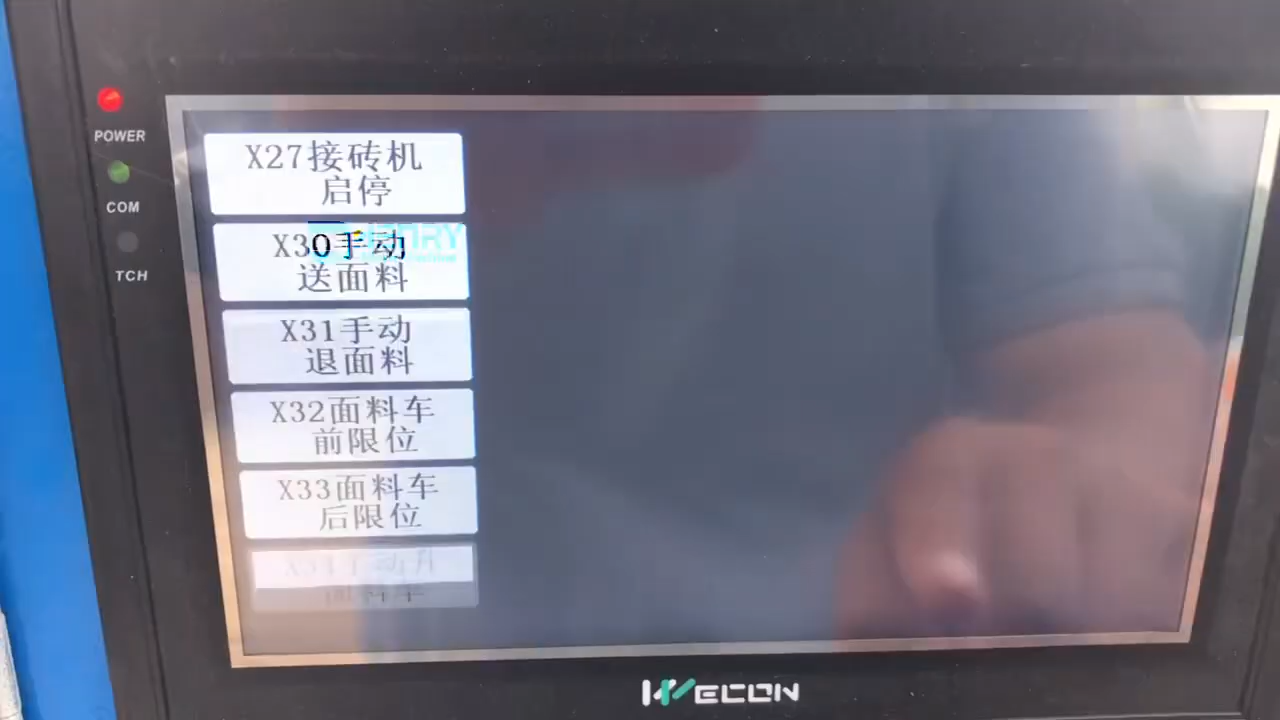 POWER
COM
TCH
X27接砖机
启停
X30手动
送面料
X31手动
退面料
X32面料车
前限位
X33面料车
后限位
WECON